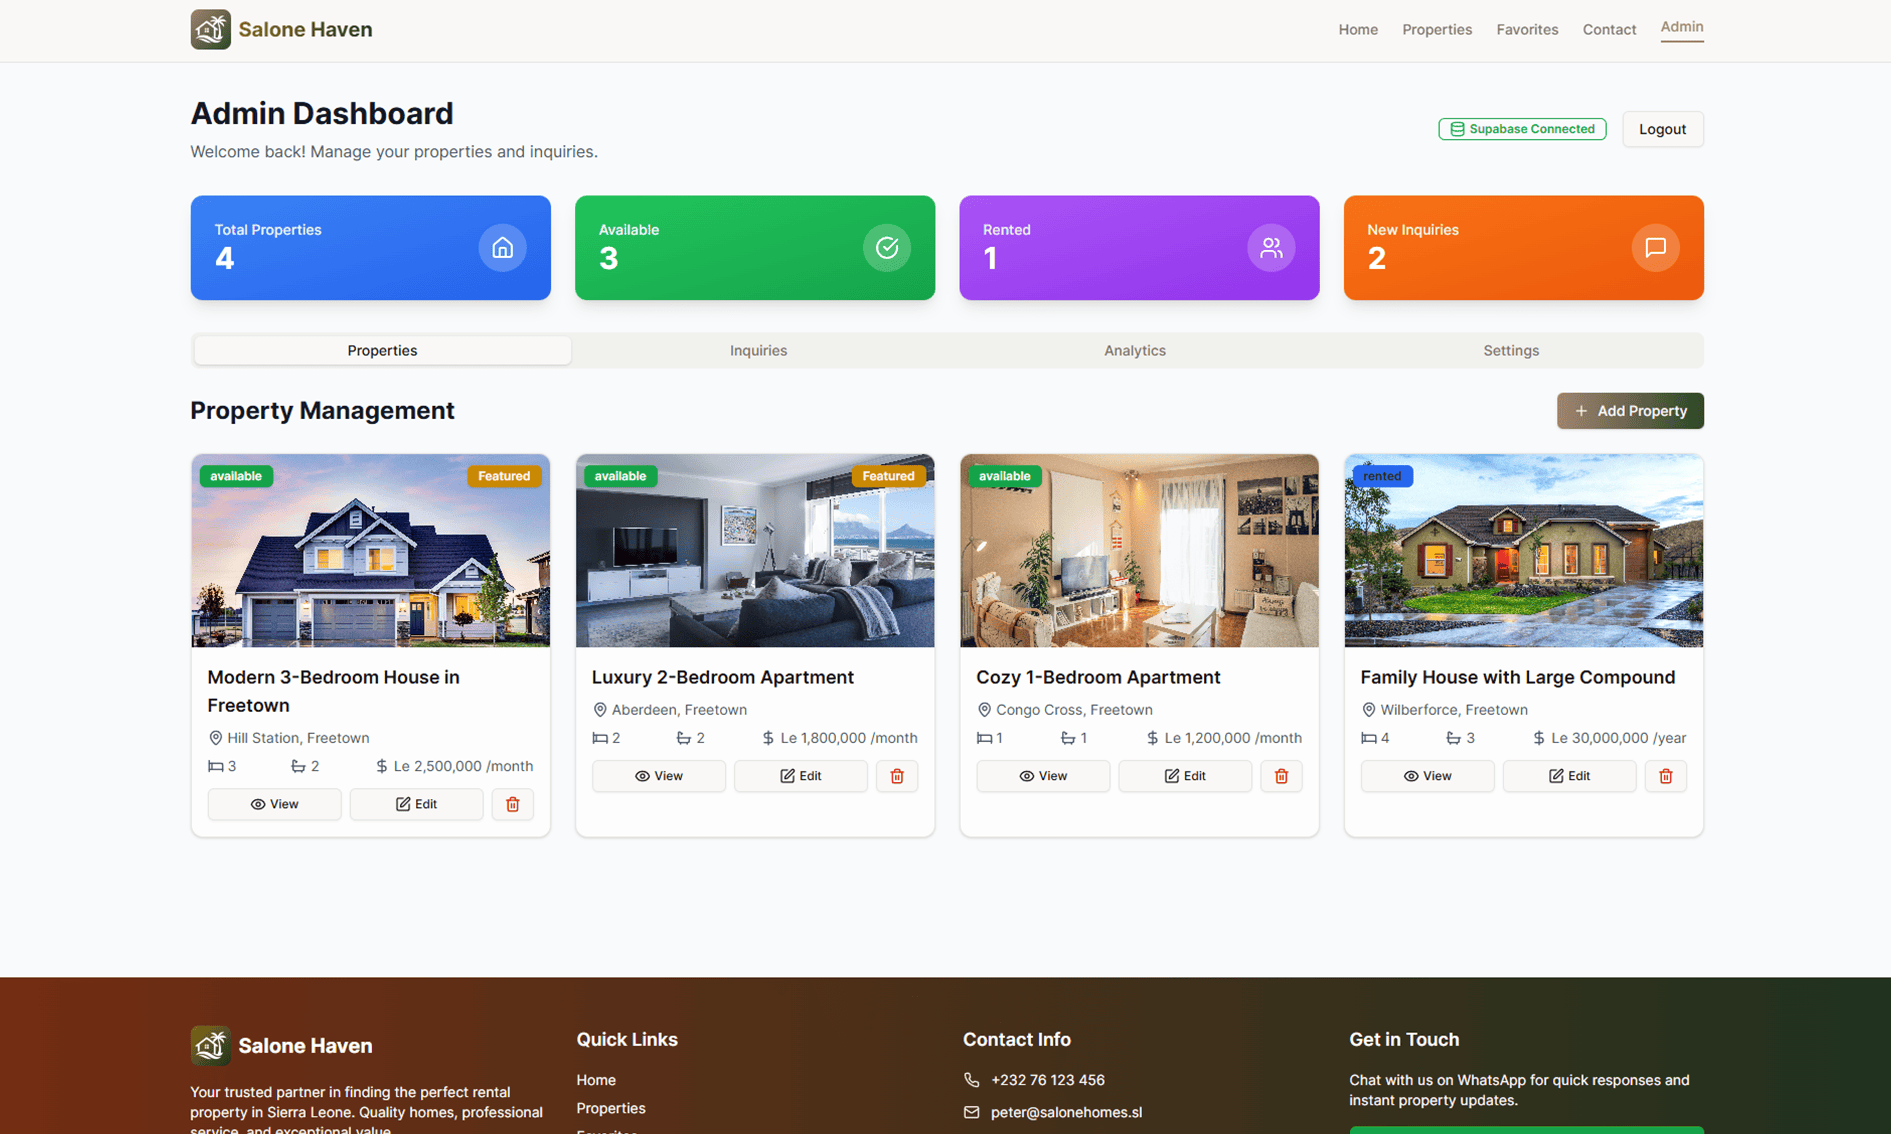 Salone Haven
Home
Properties
Favorites
Contact
Admin
Admin Dashboard
Welcome back! Manage your properties and inquiries.
Supabase Connected
Logout
Total Properties
4
Available
3
Rented
1
New Inquiries
2
Properties
Inquiries
Analytics
Settings
Property Management
+ Add Property
available
Featured
Modern 3-Bedroom House in
Freetown
Hill Station, Freetown
3
2
$ Le 2,500,000 /month
View
Edit
available
Featured
Luxury 2-Bedroom Apartment
Aberdeen, Freetown
2
2
$ Le 1,800,000 /month
View
Edit
available
Cozy 1-Bedroom Apartment
Congo Cross, Freetown
1
1
$ Le 1,200,000 /month
View
Edit
rented
Family House with Large Compound
Wilberforce, Freetown
4
3
$ Le 30,000,000 /year
View
Edit
Salone Haven
Your trusted partner in finding the perfect rental
property in Sierra Leone. Quality homes, professional
service, and exceptional value.
Quick Links
Home
Properties
Favorites
Contact Info
+232 76 123 456
peter@salonehomes.sl
Get in Touch
Chat with us on WhatsApp for quick responses and
instant property updates.